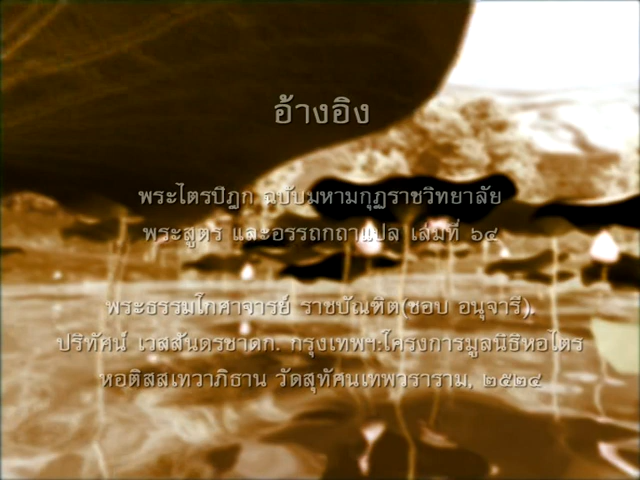 อ้างอิง
พระไตรปิฎก ฉบับมหามกุฏราชวิทยาลัย
พระสูตร และอรรถกถาแปล เล่มที่ ๖๔
พระธรรมโกศาจารย์ ราชบัณฑิต(ชอบ อนุจารี).
ปริทัศน์ เวสสันดรชาดก. กรุงเทพฯ:โครงการมูลนิธิหอไตร
หอติสสเทวาภิธาน วัดสุทัศนเทพวราราม, ๒๕๒๔